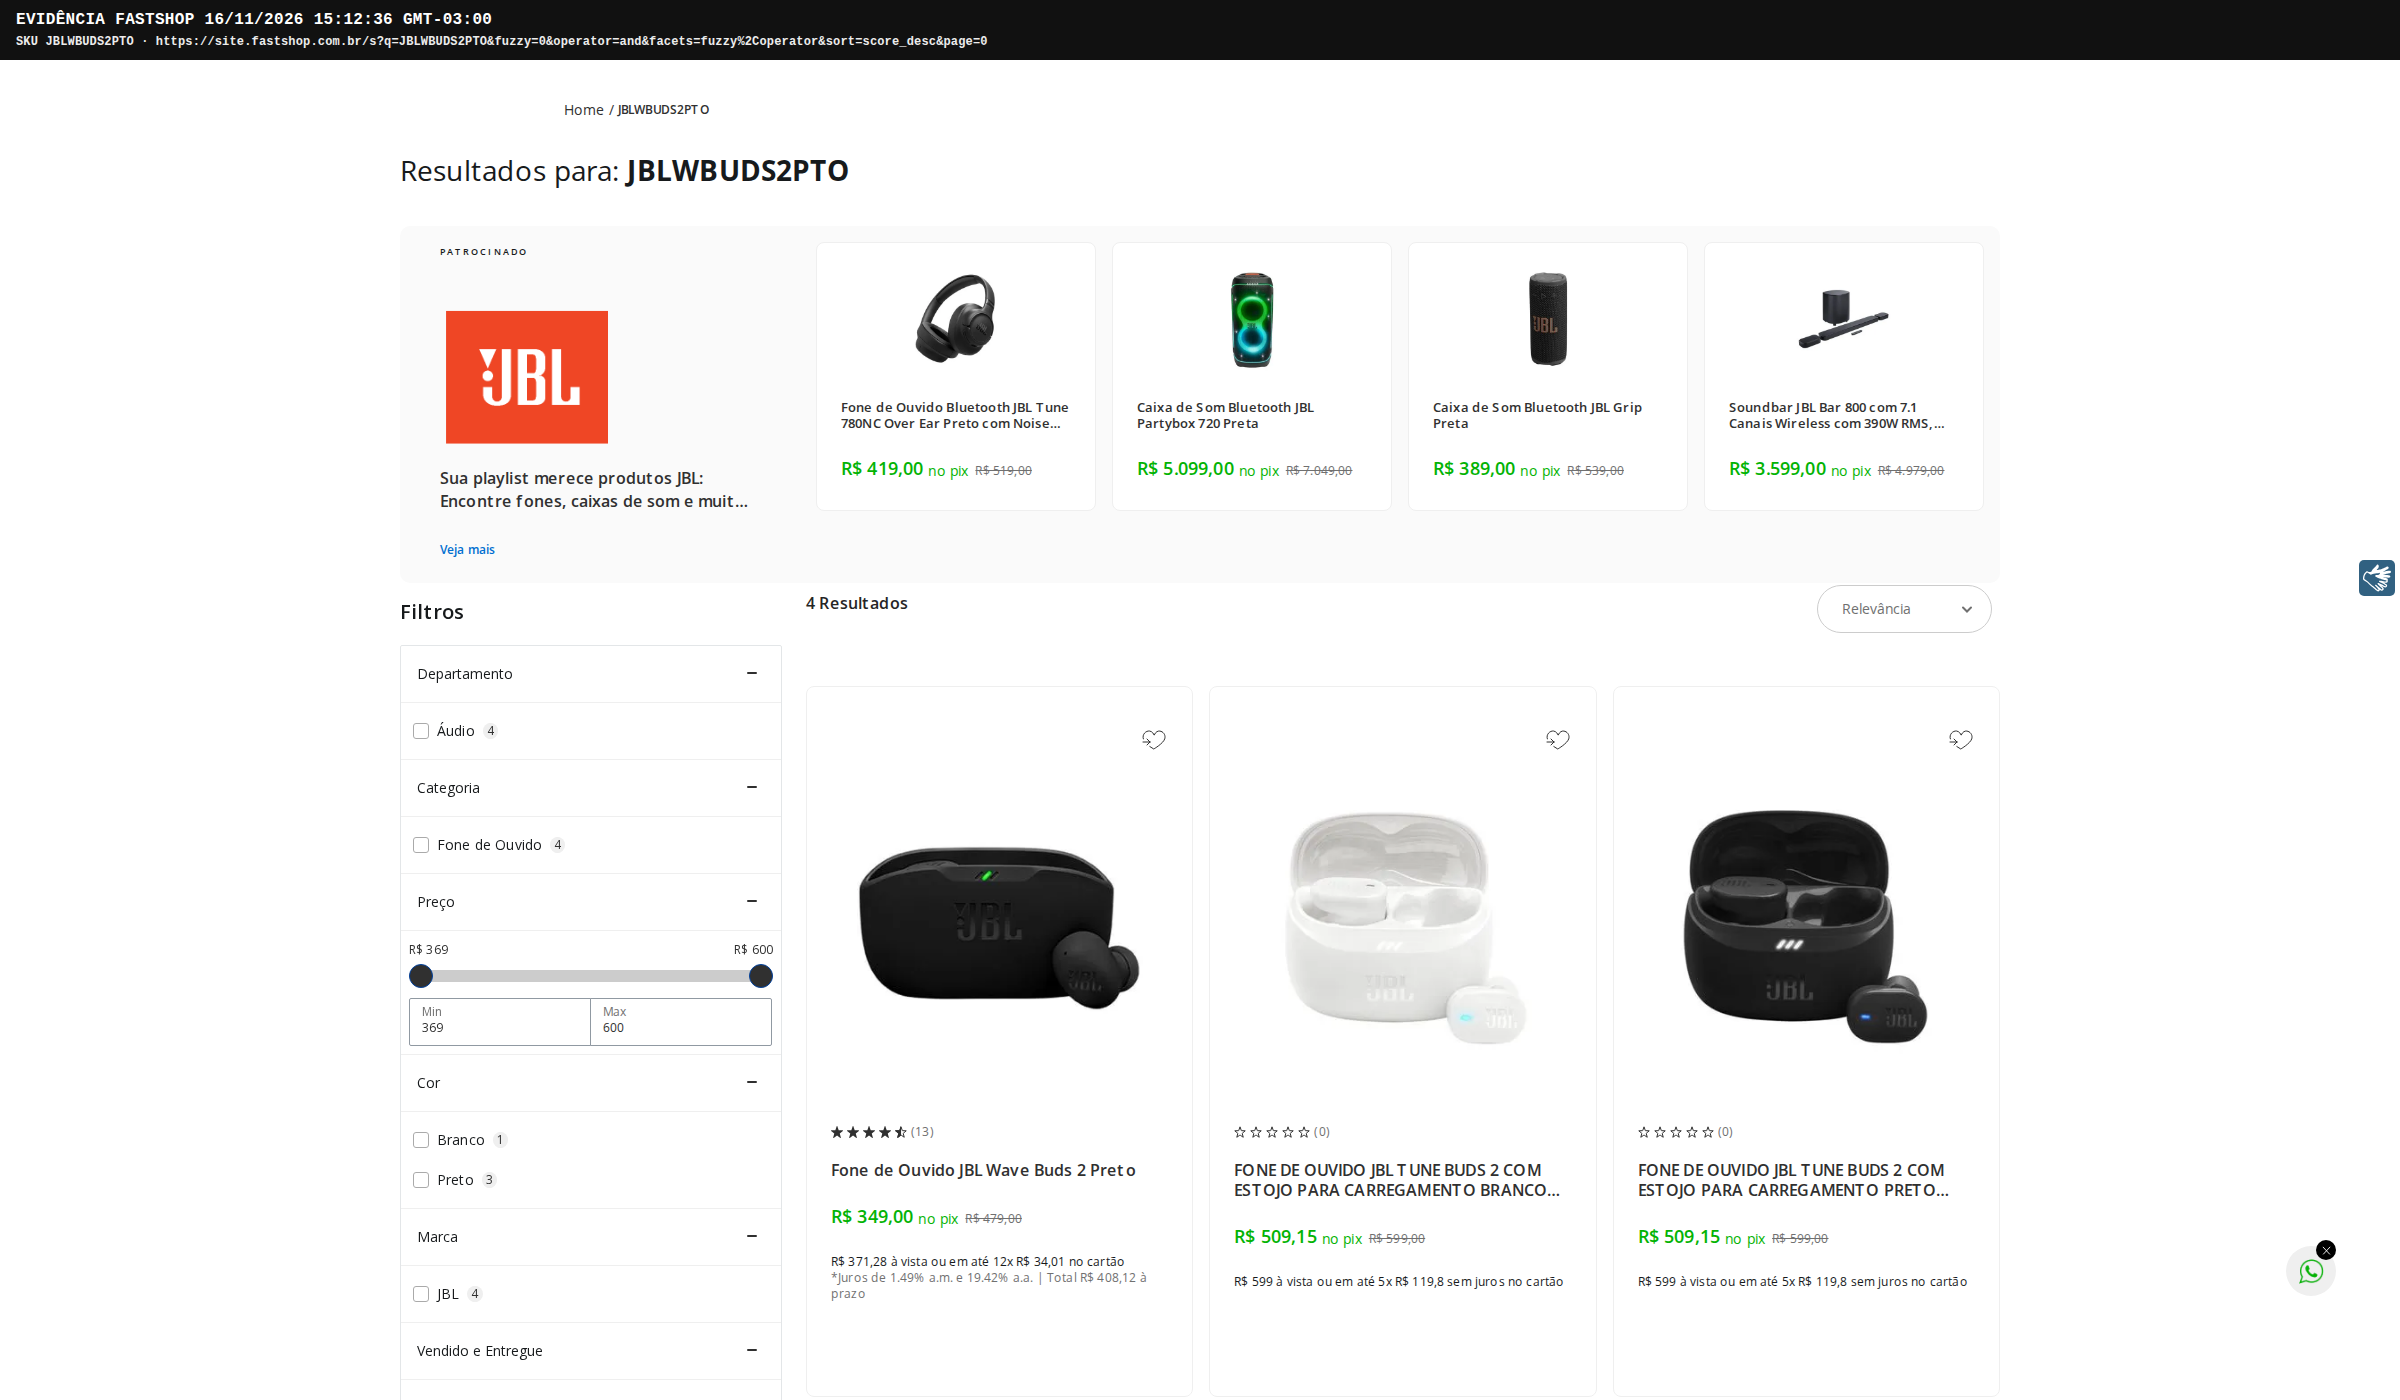 EVIDÊNCIA FASTSHOP 16/11/2026 15:12:36 GMT-03:00
SKU JBLWBUDS2PTO · https://site.fastshop.com.br/s?q=JBLWBUDS2PTO&fuzzy=0&operator=and&facets=fuzzy%2Coperator&sort=score_desc&page=0
Home / JBLWBUDS2PTO
Resultados para: JBLWBUDS2PTO
PATROCINADO
JBL
Sua playlist merece produtos JBL:
Encontre fones, caixas de som e muit...
Veja mais
Fone de Ouvido Bluetooth JBL Tune
780NC Over Ear Preto com Noise...
R$ 419,00 no pix R$ 519,00
Caixa de Som Bluetooth JBL
Partybox 720 Preta
R$ 5.099,00 no pix R$ 7.049,00
JBL
Caixa de Som Bluetooth JBL Grip
Preta
R$ 389,00 no pix R$ 539,00
Soundbar JBL Bar 800 com 7.1
Canais Wireless com 390W RMS,...
R$ 3.599,00 no pix R$ 4.979,00
Filtros
4 Resultados
Relevância
Departamento
Áudio 4
Categoria
Fone de Ouvido 4
Preço
R$ 369 R$ 600
Min
369
Max
600
Cor
Branco 1
Preto 3
Marca
JBL 4
Vendido e Entregue
JBL
JBL
(13)
Fone de Ouvido JBL Wave Buds 2 Preto
R$ 349,00 no pix R$ 479,00
R$ 371,28 à vista ou em até 12x R$ 34,01 no cartão
*Juros de 1.49% a.m. e 19.42% a.a. | Total R$ 408,12 à
prazo
JBL
JBL
(0)
FONE DE OUVIDO JBL TUNE BUDS 2 COM
ESTOJO PARA CARREGAMENTO BRANCO...
R$ 509,15 no pix R$ 599,00
R$ 599 à vista ou em até 5x R$ 119,8 sem juros no cartão
JBL
JBL
(0)
FONE DE OUVIDO JBL TUNE BUDS 2 COM
ESTOJO PARA CARREGAMENTO PRETO...
R$ 509,15 no pix R$ 599,00
R$ 599 à vista ou em até 5x R$ 119,8 sem juros no cartão